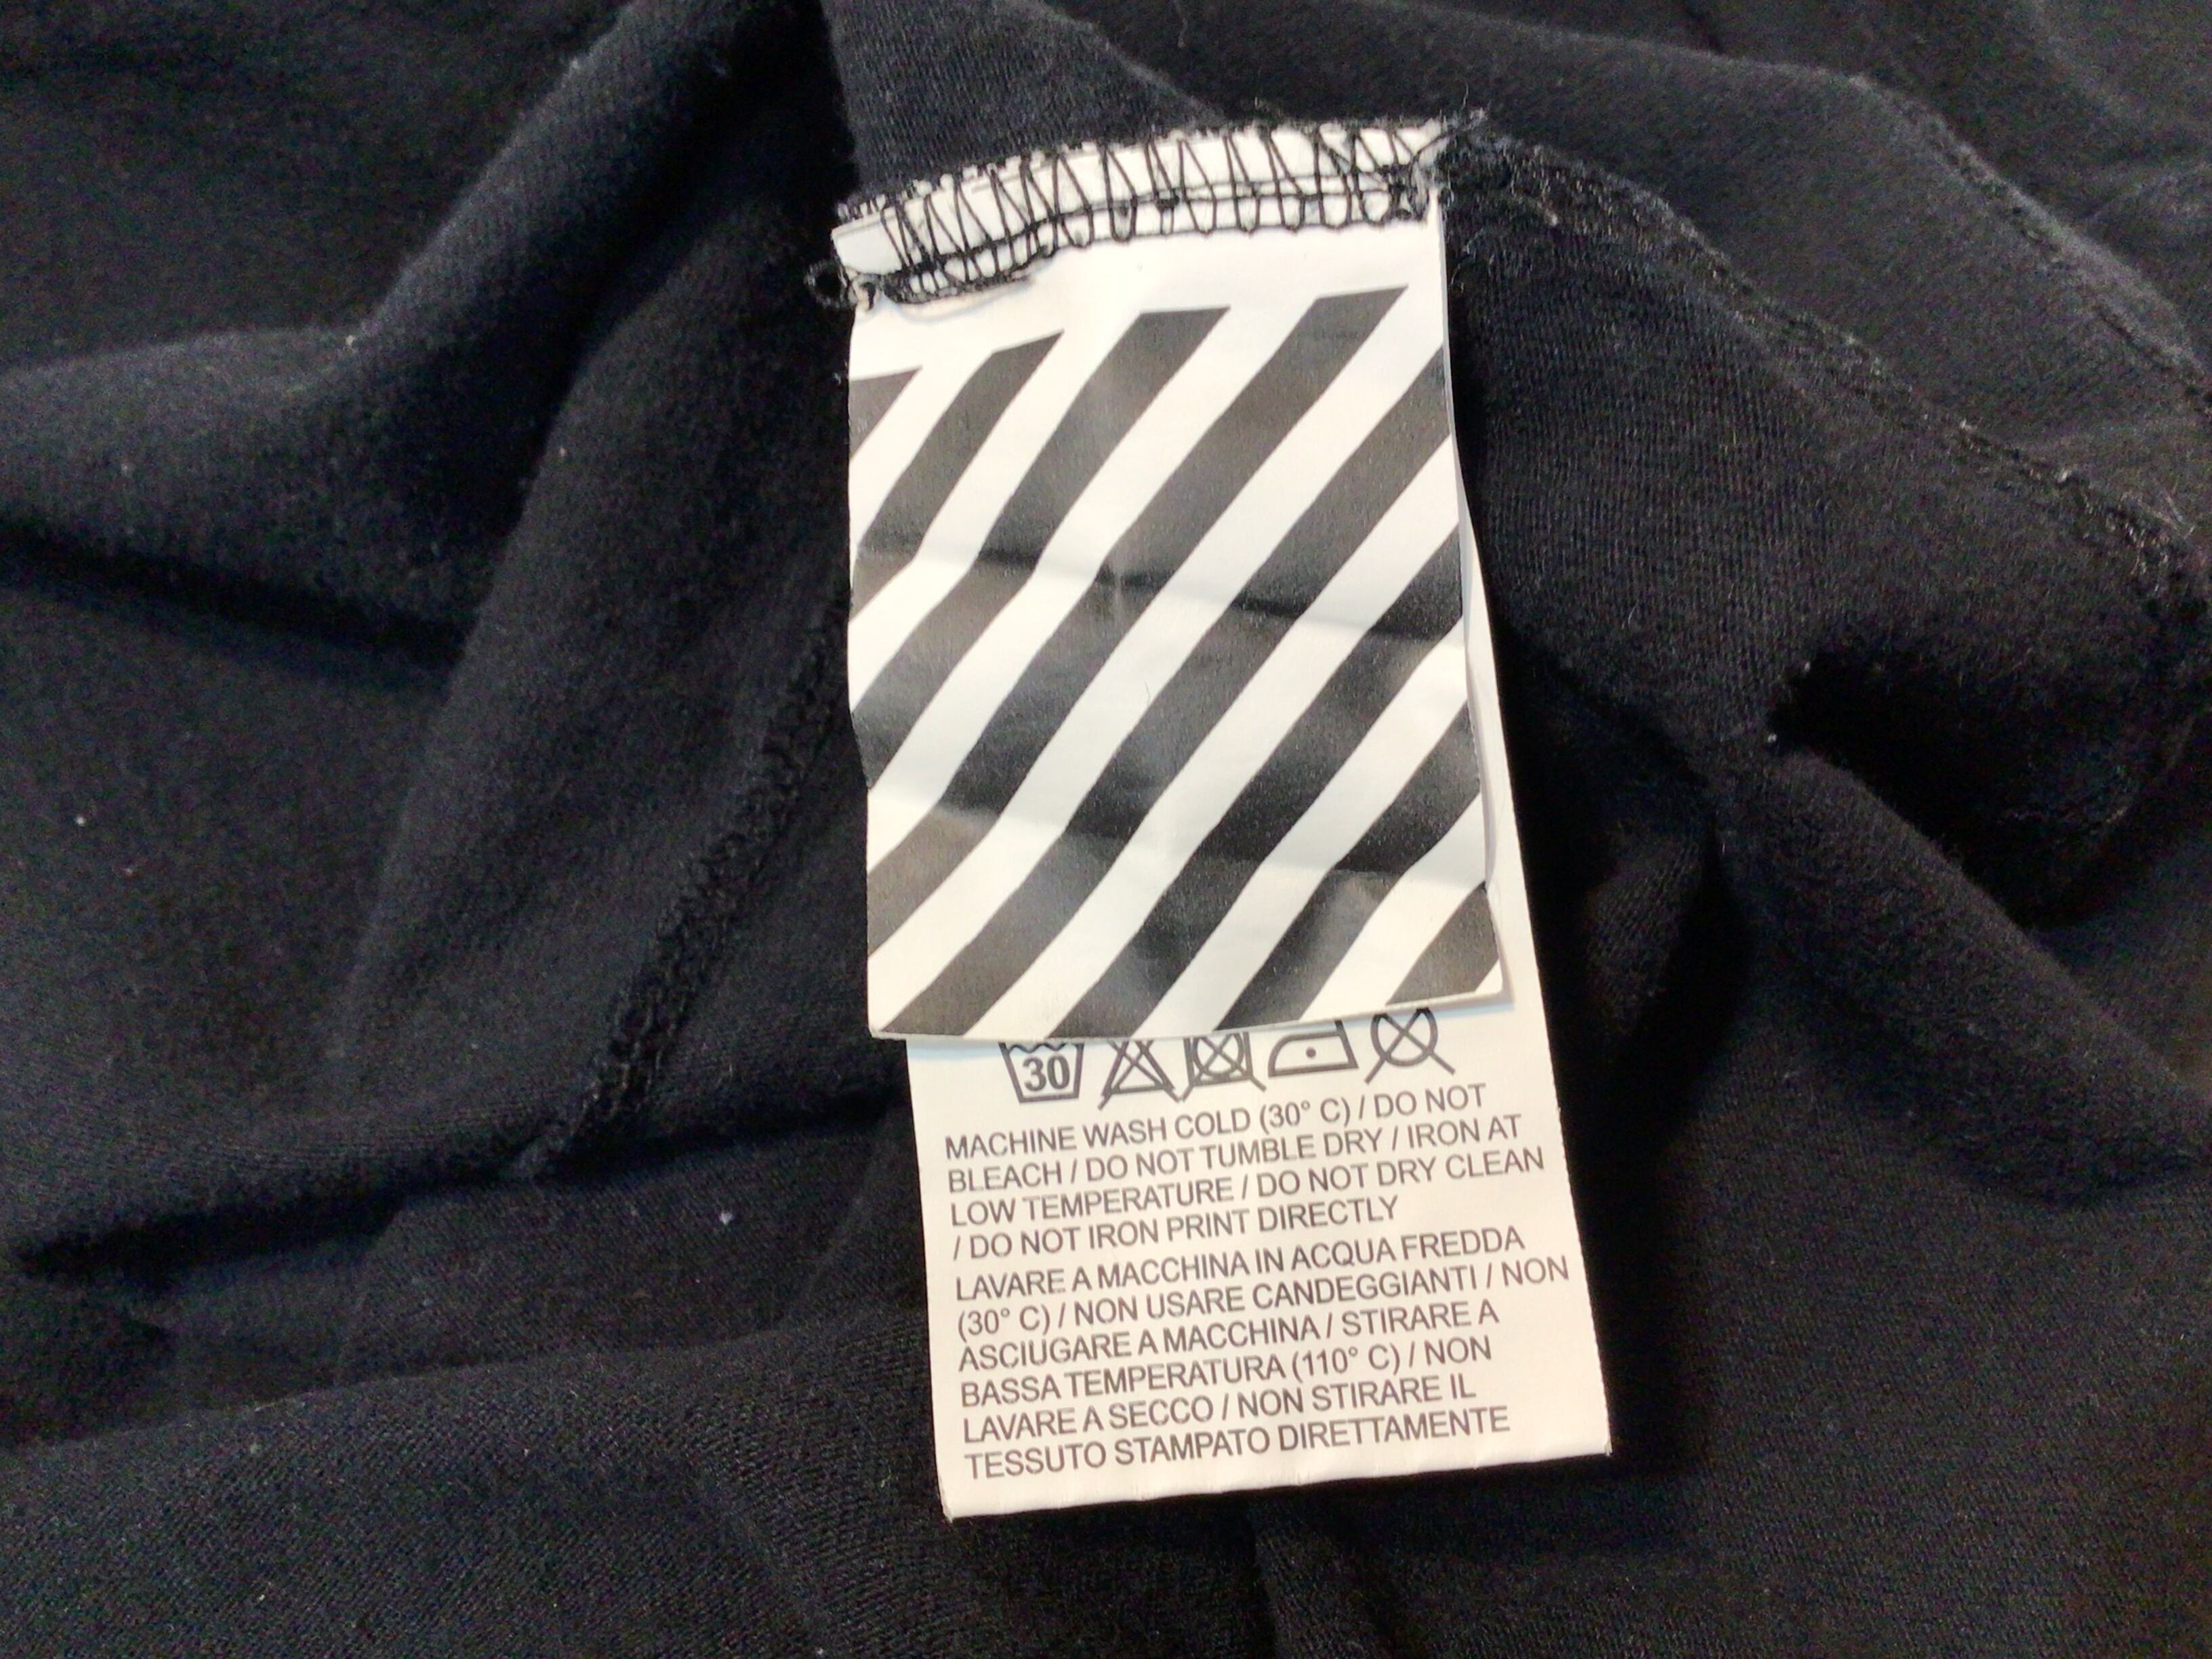 30
MACHINE WASH COLD (30° C) / DO NOT
BLEACH / DO NOT TUMBLE DRY / IRON AT
LOW TEMPERATURE / DO NOT DRY CLEAN
/ DO NOT IRON PRINT DIRECTLY
LAVARE A MACCHINA IN ACQUA FREDDA
(30° C) / NON USARE CANDEGGIANTI / NON
ASCIUGARE A MACCHINA / STIRARE A
BASSA TEMPERATURA (110° C) / NON
LAVARE A SECCO / NON STIRARE IL
TESSUTO STAMPATO DIRETTAMENTE